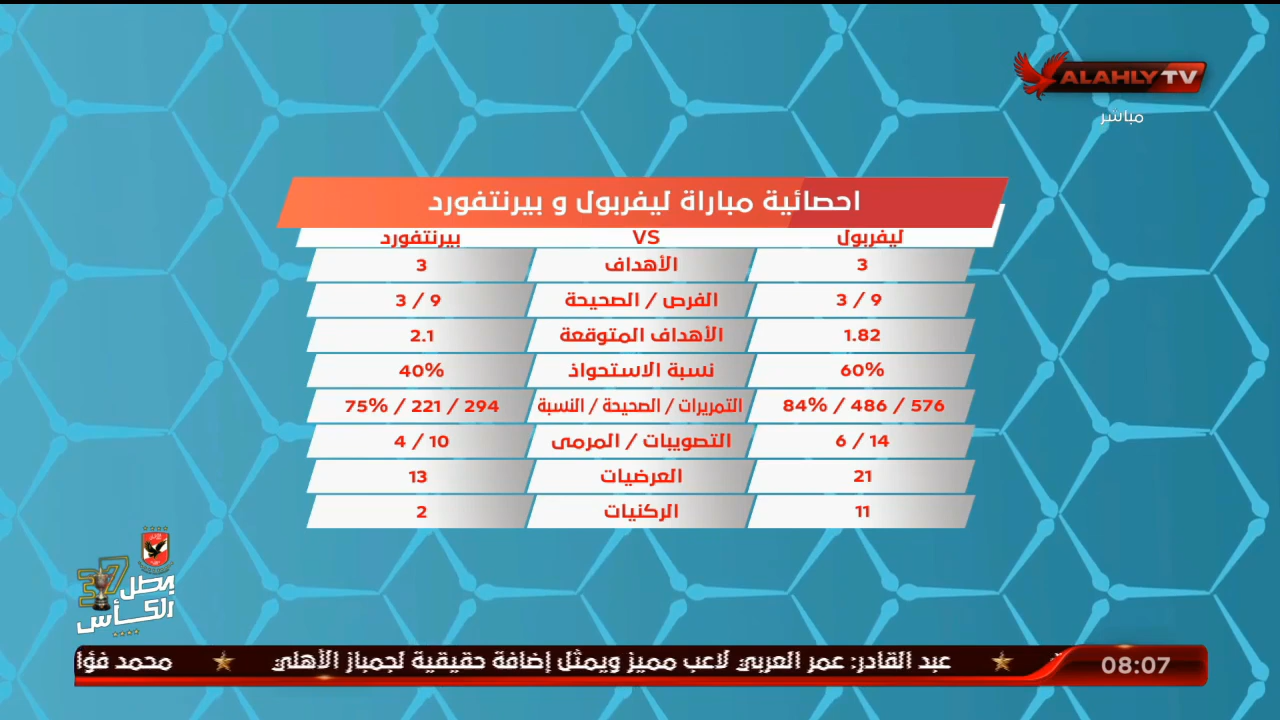 ALAHLY TV
مباشر
احصائية مباراة ليفربول و بيرنتفورد
ليفربول VS بيرنتفورد
3 الأهداف 3
3 / 9 الفرص / الصحيحة 3 / 9
1.82 الأهداف المتوقعة 2.1
60% نسبة الاستحواذ 40%
84% / 486 / 576 التمريرات / الصحيحة / النسبة 75% / 221 / 294
6 / 14 التصويبات / المرمى 4 / 10
21 العرضيات 13
11 الركنيات 2
37
بطل
الكأس
08:07 عبد القادر: عمر العربي لاعب مميز ويمثل إضافة حقيقية لجمباز الأهلي محمد فؤا